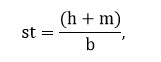 st = (h + m) / b,